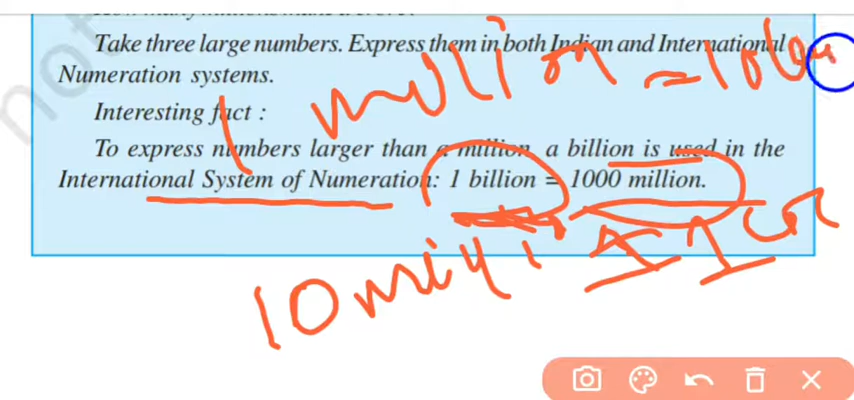 Take three large numbers. Express them in both Indian and International
Numeration systems.
Interesting fact :
To express numbers larger than a million, a billion is used in the
International System of Numeration: 1 billion = 1000 million.
1 million = 10
10